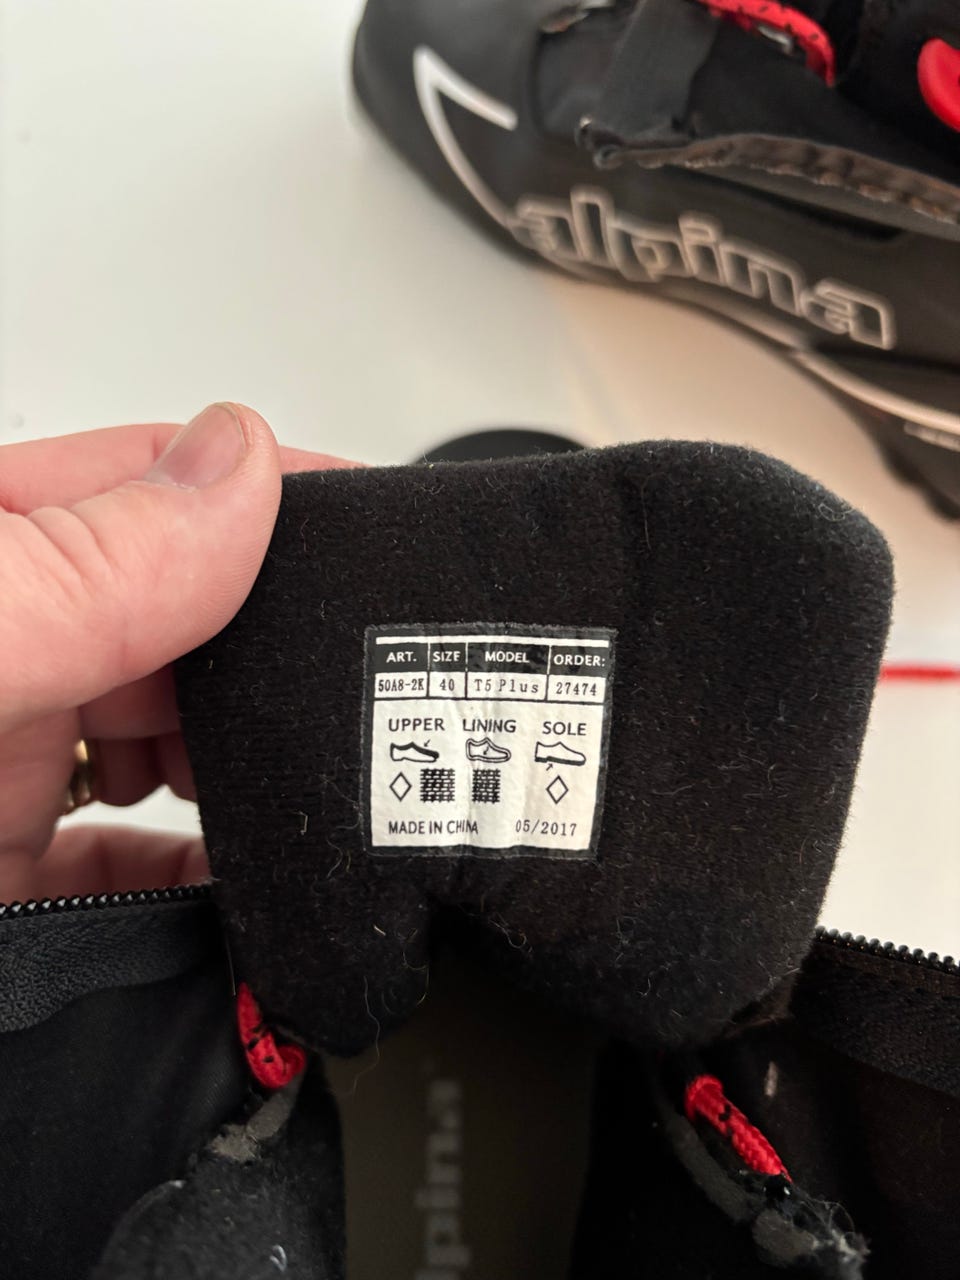 alpina
ART. SIZE MODEL ORDER:
50A8-2K 40 T5 Plus 27474
UPPER LINING SOLE
MADE IN CHINA 05/2017
alpina